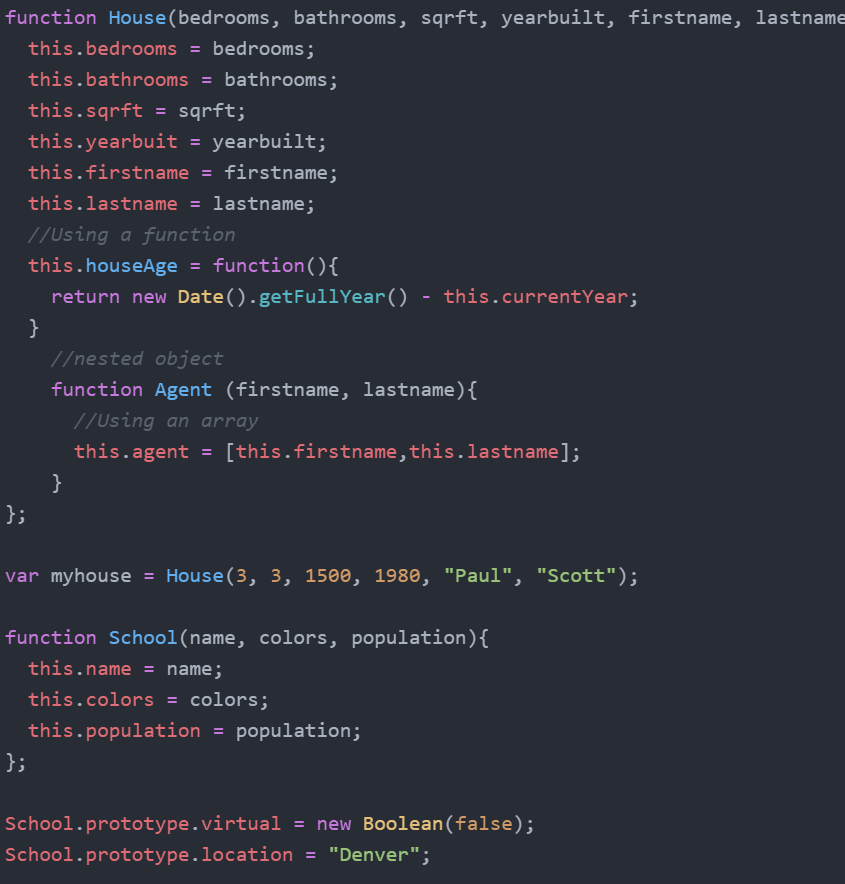 function House(bedrooms, bathrooms, sqrft, yearbuilt, firstname, lastname
this.bedrooms = bedrooms;
this.bathrooms = bathrooms;
this.sqrft = sqrft;
this.yearbuit = yearbuilt;
this.firstname = firstname;
this.lastname = lastname;
//Using a function
this.houseAge = function(){
return new Date().getFullYear() - this.currentYear;
}
//nested object
function Agent (firstname, lastname){
//Using an array
this.agent = [this.firstname,this.lastname];
}
};
var myhouse = House(3, 3, 1500, 1980, "Paul", "Scott");
function School(name, colors, population){
this.name = name;
this.colors = colors;
this.population = population;
};
School.prototype.virtual = new Boolean(false);
School.prototype.location = "Denver";